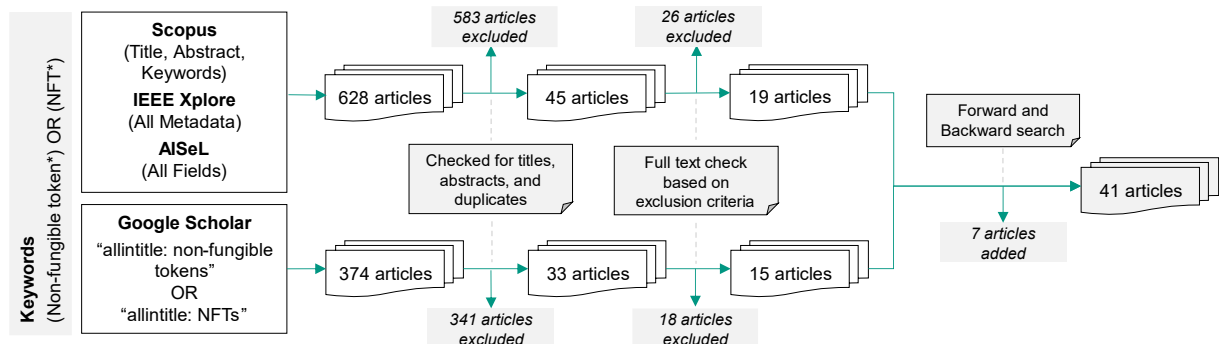 Keywords
(Non-fungible token*) OR (NFT*)
Scopus
(Title, Abstract,
Keywords)
IEEE Xplore
(All Metadata)
AISeL
(All Fields)
628 articles
583 articles
excluded
45 articles
26 articles
excluded
19 articles
Checked for titles,
abstracts, and
duplicates
Full text check
based on
exclusion criteria
Forward and
Backward search
41 articles
7 articles
added
Google Scholar
“allintitle: non-fungible
tokens”
OR
“allintitle: NFTs”
374 articles
341 articles
excluded
33 articles
18 articles
excluded
15 articles